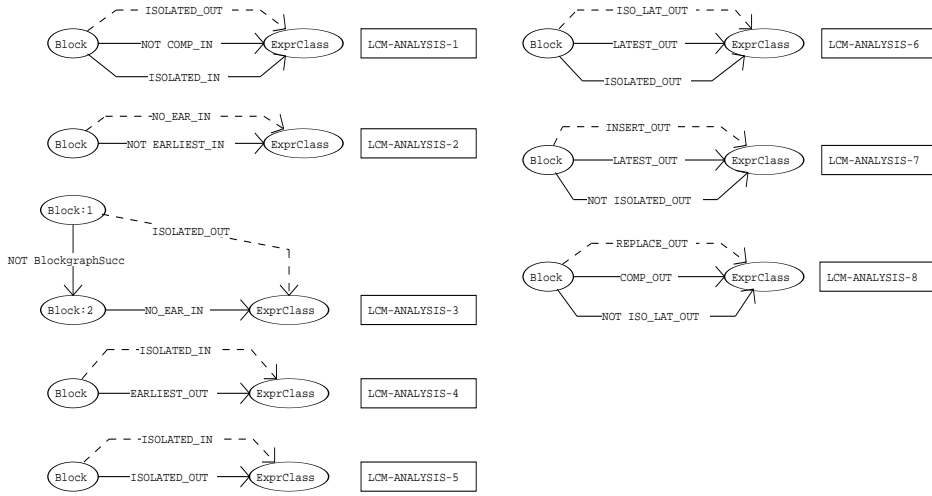 ISOLATED_OUT
Block
NOT COMP_IN
ExprClass
LCM-ANALYSIS-1
ISOLATED_IN
NO_EAR_IN
Block
NOT EARLIEST_IN
ExprClass
LCM-ANALYSIS-2
Block:1
ISOLATED_OUT
NOT BlockgraphSucc
Block:2
NO_EAR_IN
ExprClass
LCM-ANALYSIS-3
ISOLATED_IN
Block
EARLIEST_OUT
ExprClass
LCM-ANALYSIS-4
ISOLATED_IN
Block
ISOLATED_OUT
ExprClass
LCM-ANALYSIS-5
ISO_LAT_OUT
Block
LATEST_OUT
ExprClass
LCM-ANALYSIS-6
ISOLATED_OUT
INSERT_OUT
Block
LATEST_OUT
ExprClass
LCM-ANALYSIS-7
NOT ISOLATED_OUT
REPLACE_OUT
Block
COMP_OUT
ExprClass
LCM-ANALYSIS-8
NOT ISO_LAT_OUT